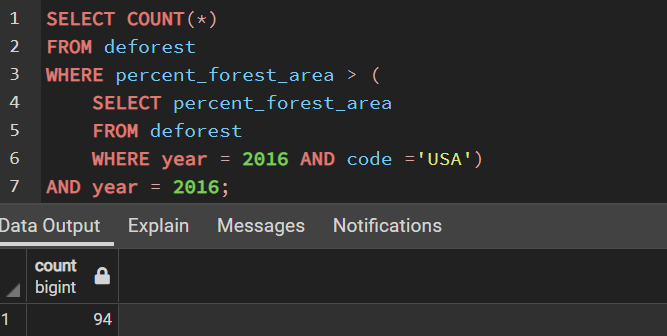 1 SELECT COUNT(*)
2 FROM deforest
3 WHERE percent_forest_area > (
4 SELECT percent_forest_area
5 FROM deforest
6 WHERE year = 2016 AND code ='USA')
7 AND year = 2016;
Data Output Explain Messages Notifications
count
bigint
1 94